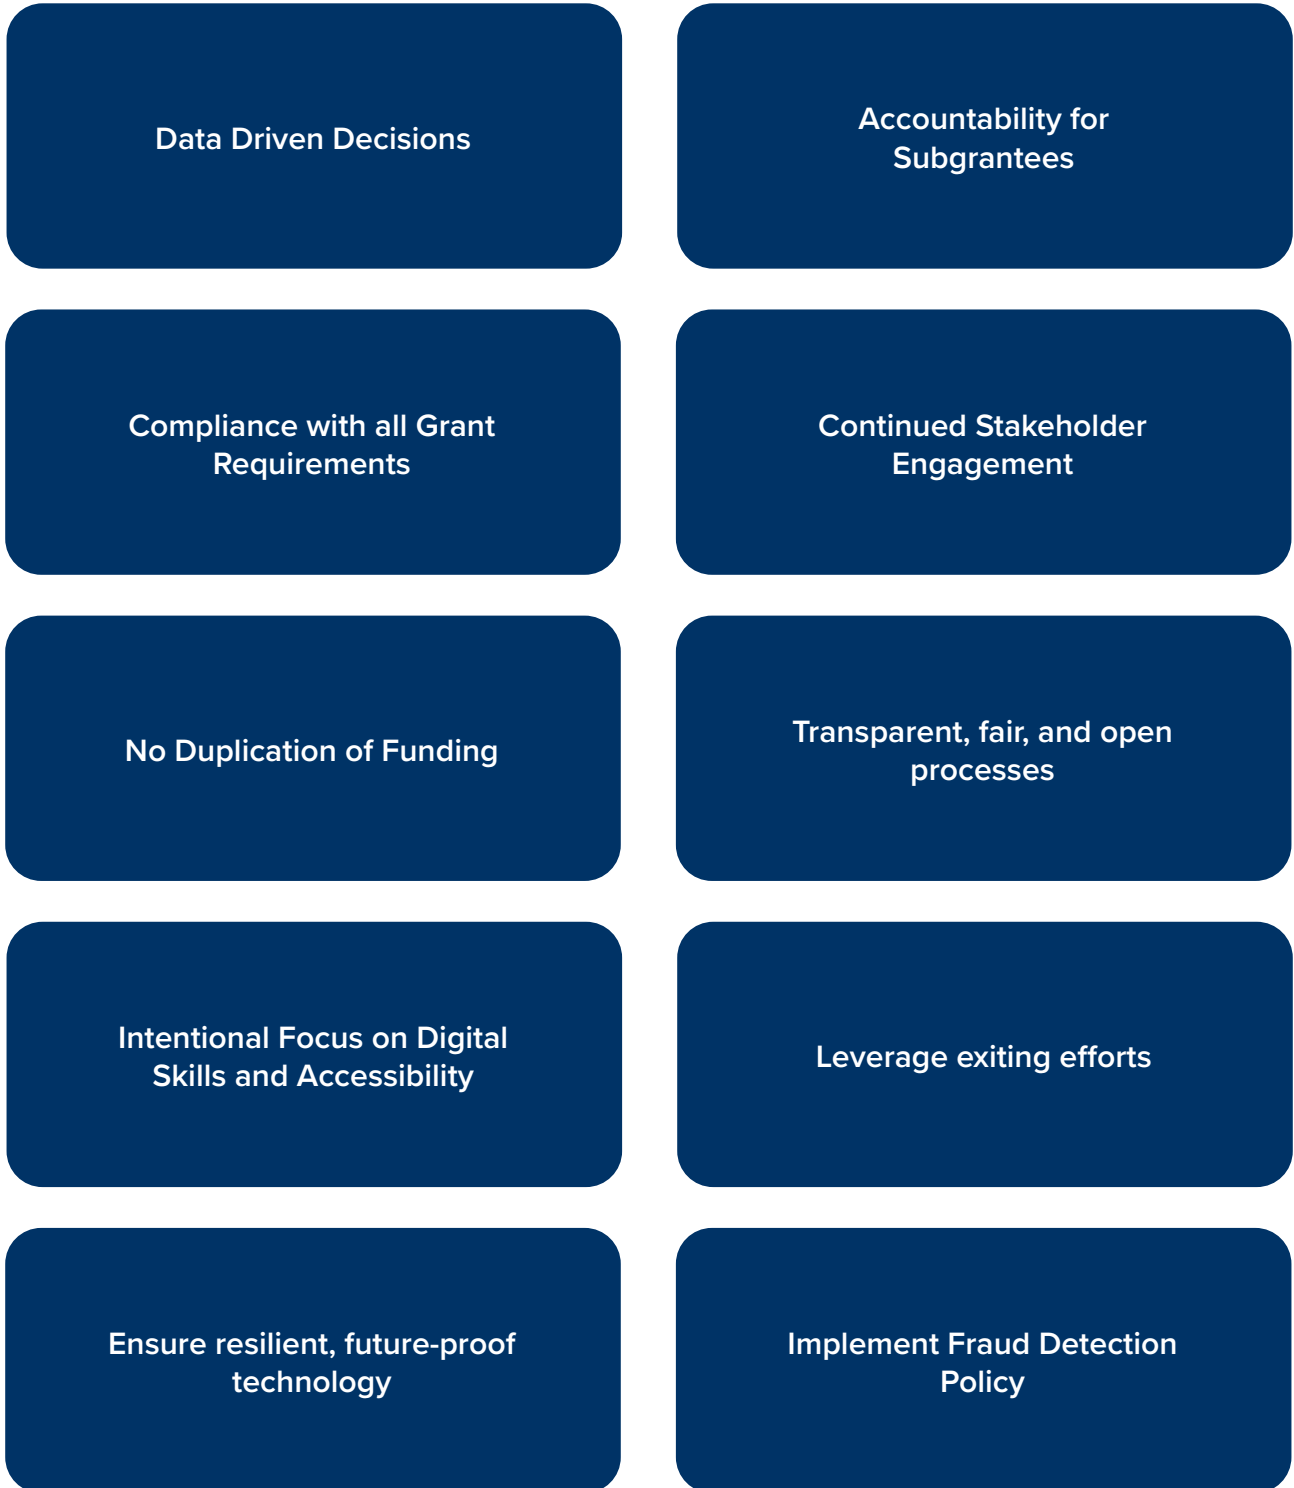 Data Driven Decisions
Accountability for
Subgrantees
Compliance with all Grant
Requirements
Continued Stakeholder
Engagement
No Duplication of Funding
Transparent, fair, and open
processes
Intentional Focus on Digital
Skills and Accessibility
Leverage exiting efforts
Ensure resilient, future-proof
technology
Implement Fraud Detection
Policy